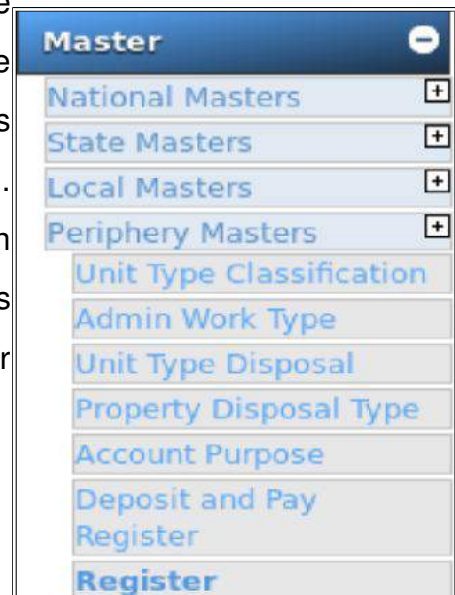 Master
National Masters
State Masters
Local Masters
Periphery Masters
Unit Type Classification
Admin Work Type
Unit Type Disposal
Property Disposal Type
Account Purpose
Deposit and Pay
Register
Register